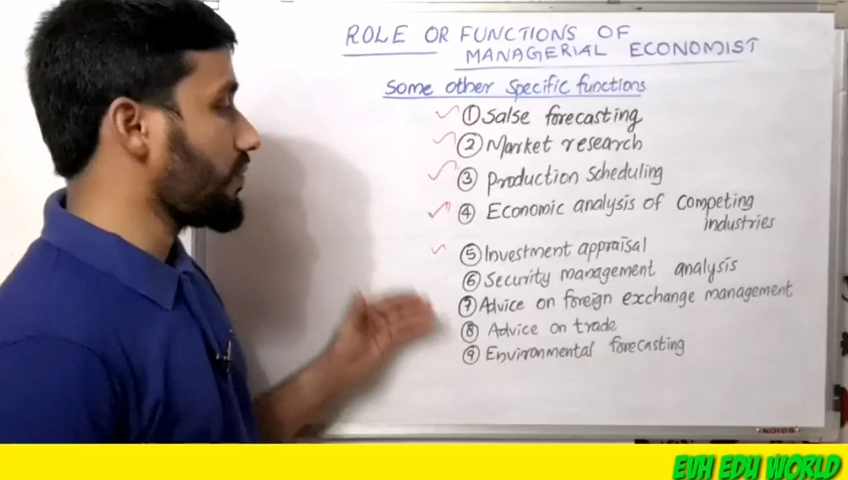 ROLE OR FUNCTIONS OF
MANAGERIAL ECONOMIST
Some other specific functions
① Salse forecasting
② Market research
③ Production Scheduling
④ Economic analysis of competing
industries
⑤ Investment appraisal
⑥ Security management analysis
⑦ Advice on foreign exchange management
⑧ Advice on trade
⑨ Environmental forecasting
EVH EDU WORLD